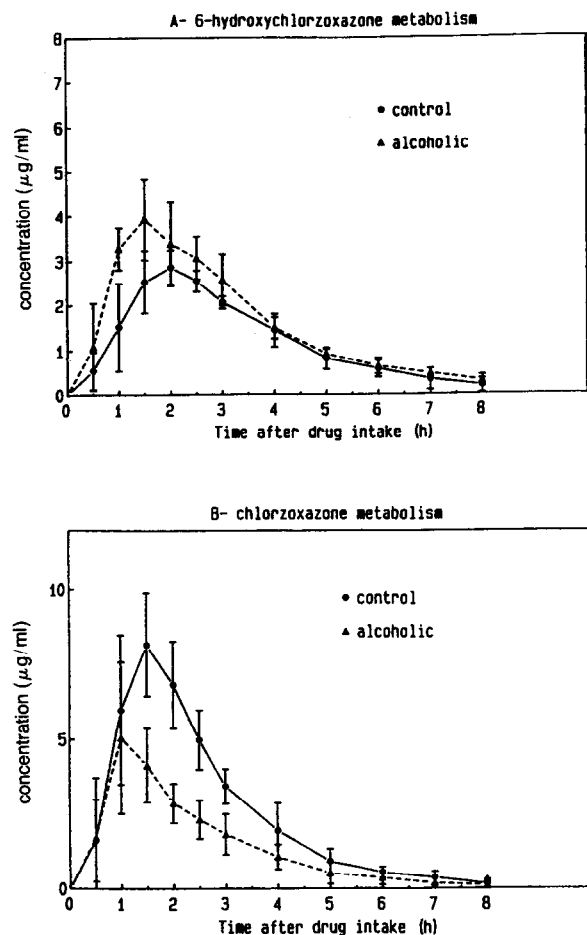 A- 6-hydroxychlorzoxazone metabolism
8
7
6
5
4
3
2
1
0
concentration (μg/ml)
control
alcoholic
0 1 2 3 4 5 6 7 8
Time after drug intake (h)
B- chlorzoxazone metabolism
10
5
0
concentration (μg/ml)
control
alcoholic
0 1 2 3 4 5 6 7 8
Time after drug intake (h)